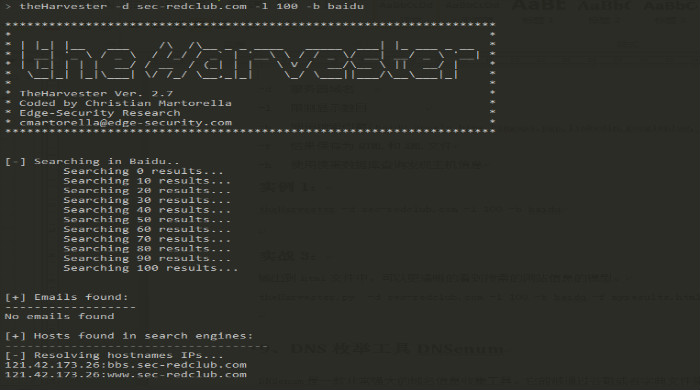 > theHarvester -d sec-redclub.com -l 100 -b baidu
*******************************************************************
* TheHarvester Ver. 2.7
* Coded by Christian Martorella
* Edge-Security Research
* cmartorella@edge-security.com
*******************************************************************
[-] Searching in Baidu..
Searching 0 results...
Searching 10 results...
Searching 20 results...
Searching 30 results...
Searching 40 results...
Searching 50 results...
Searching 60 results...
Searching 70 results...
Searching 80 results...
Searching 90 results...
Searching 100 results...
[+] Emails found:
------------------
No emails found
[+] Hosts found in search engines:
------------------------------------
[-] Resolving hostnames IPs...
121.42.173.26:bbs.sec-redclub.com
121.42.173.26:www.sec-redclub.com